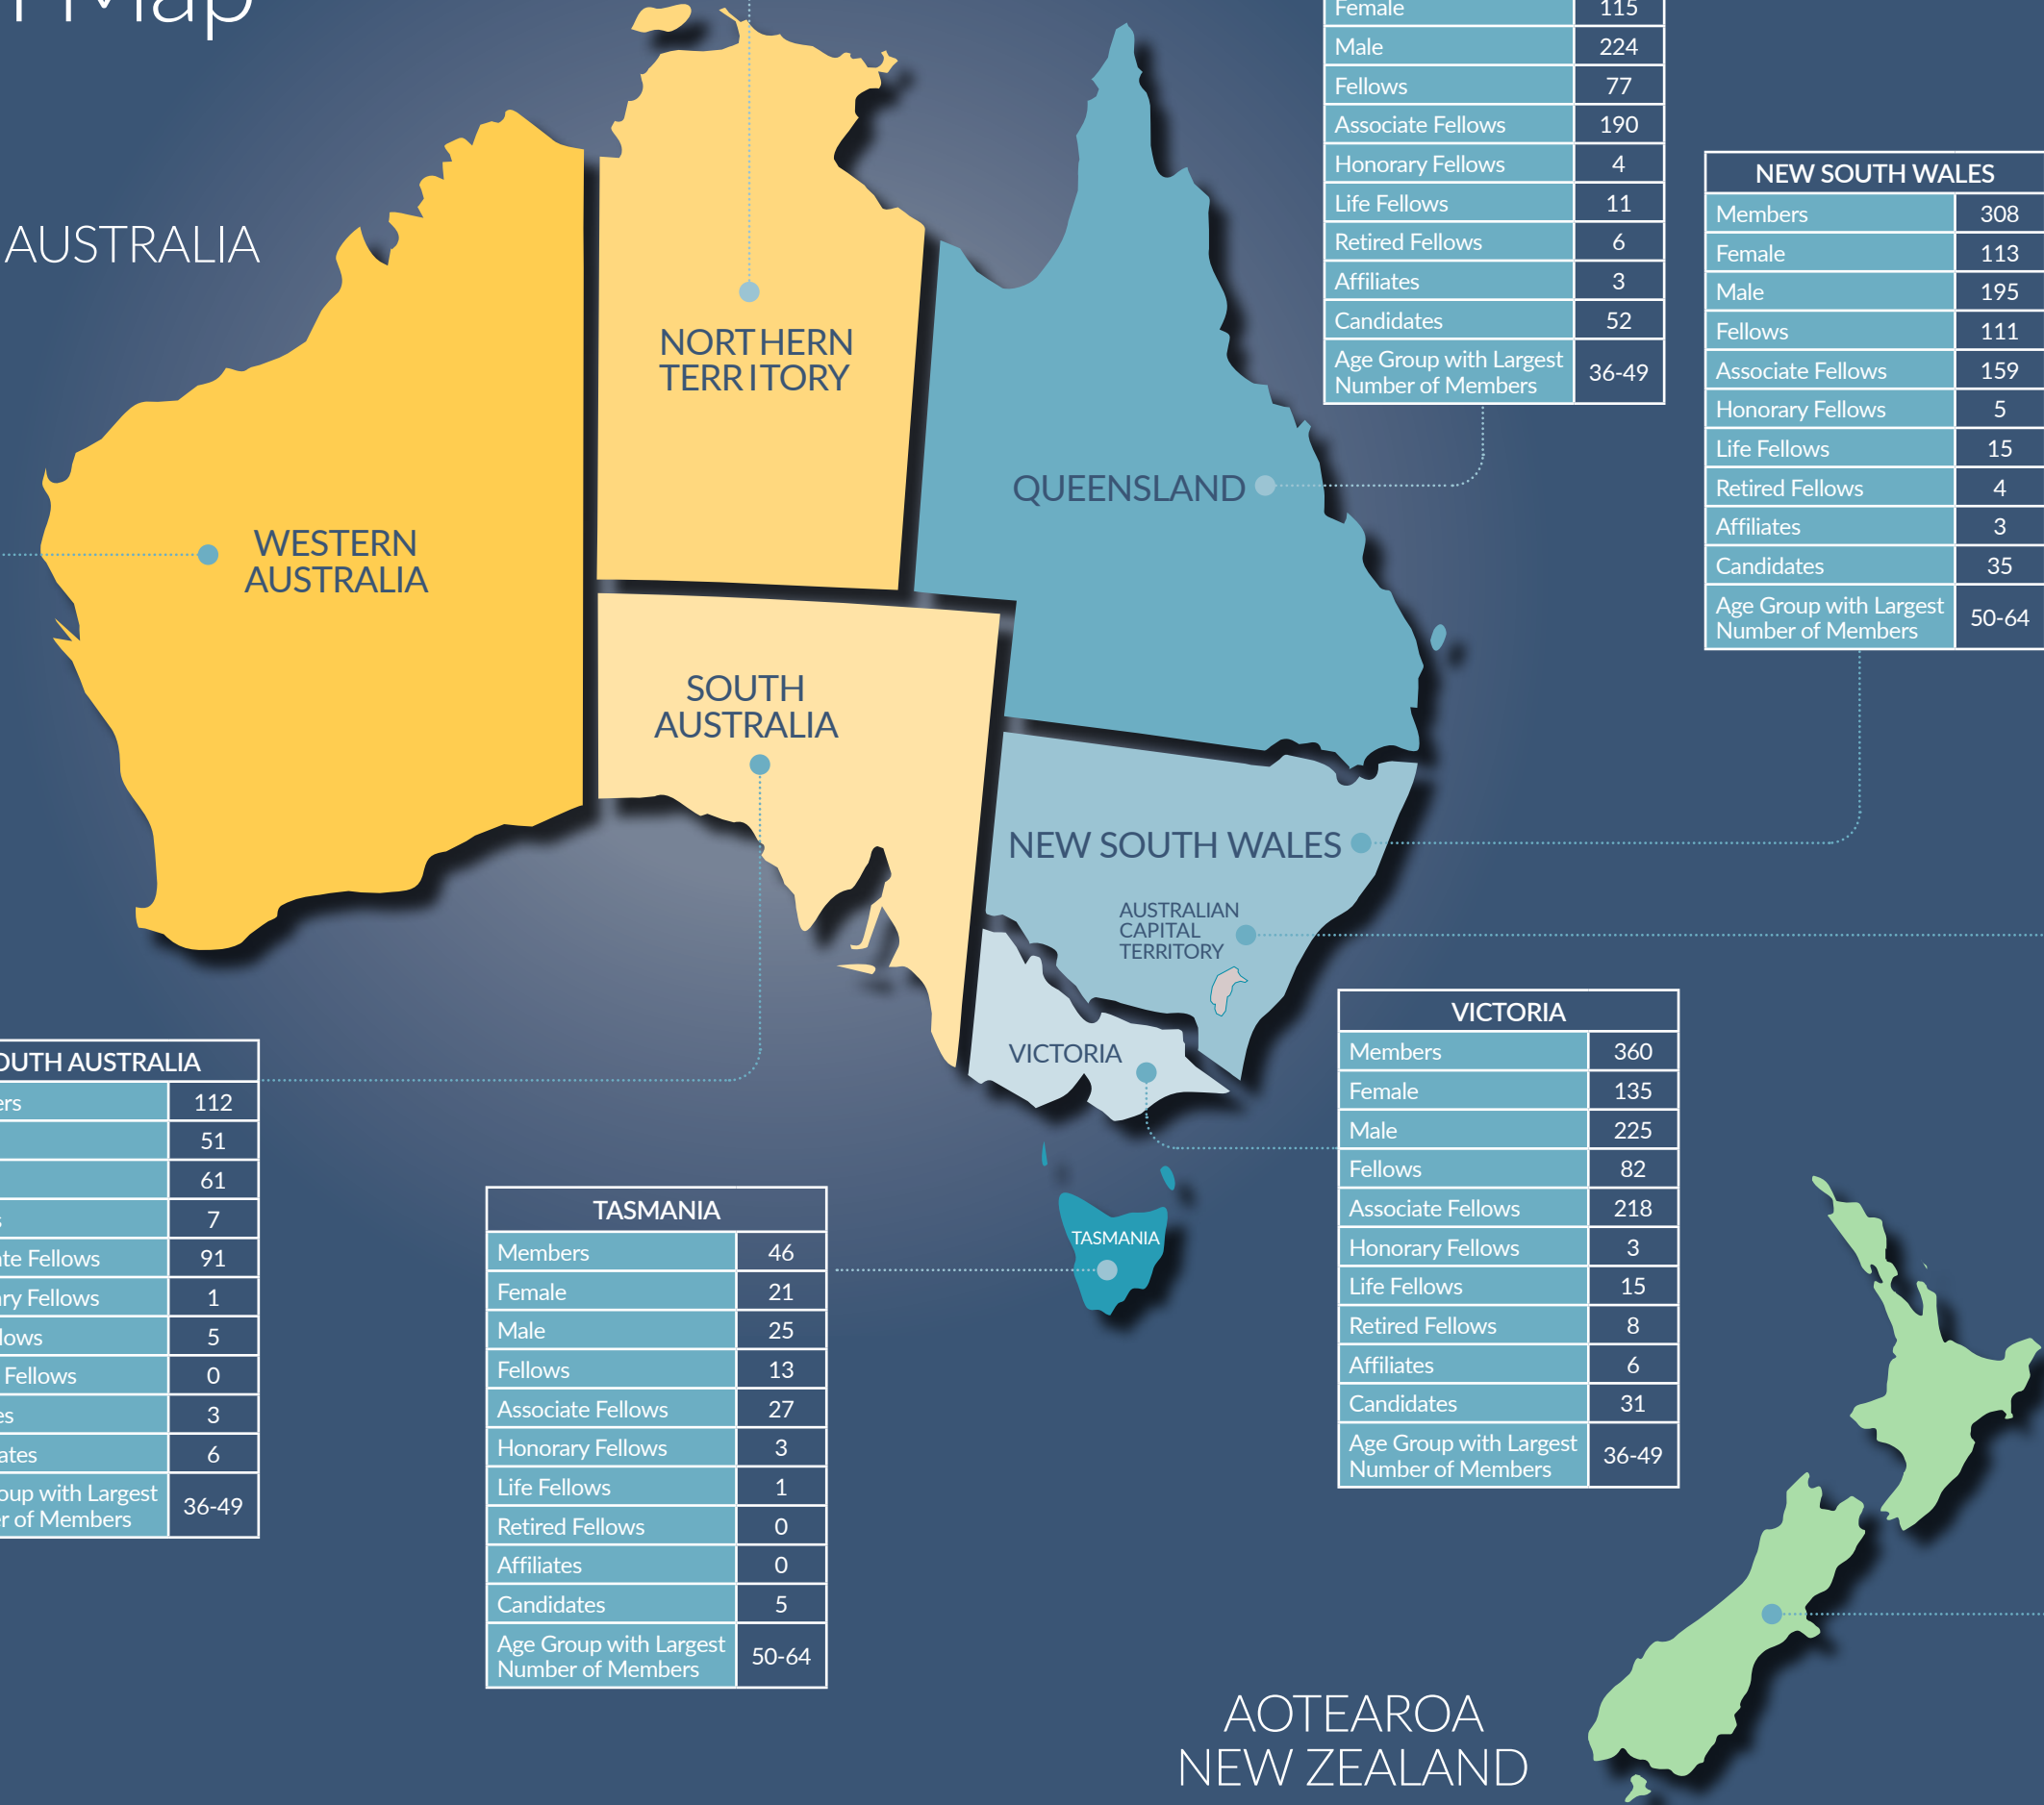 Map
AUSTRALIA
NORTHERN
TERRITORY
QUEENSLAND
WESTERN
AUSTRALIA
SOUTH
AUSTRALIA
NEW SOUTH WALES
AUSTRALIAN
CAPITAL
TERRITORY
VICTORIA
TASMANIA
Female 115
Male 224
Fellows 77
Associate Fellows 190
Honorary Fellows 4
Life Fellows 11
Retired Fellows 6
Affiliates 3
Candidates 52
Age Group with Largest
Number of Members 36-49
NEW SOUTH WALES
Members 308
Female 113
Male 195
Fellows 111
Associate Fellows 159
Honorary Fellows 5
Life Fellows 15
Retired Fellows 4
Affiliates 3
Candidates 35
Age Group with Largest
Number of Members 50-64
OUTH AUSTRALIA
ers 112
51
61
s 7
te Fellows 91
ry Fellows 1
lows 5
Fellows 0
es 3
ates 6
oup with Largest
r of Members 36-49
TASMANIA
Members 46
Female 21
Male 25
Fellows 13
Associate Fellows 27
Honorary Fellows 3
Life Fellows 1
Retired Fellows 0
Affiliates 0
Candidates 5
Age Group with Largest
Number of Members 50-64
VICTORIA
Members 360
Female 135
Male 225
Fellows 82
Associate Fellows 218
Honorary Fellows 3
Life Fellows 15
Retired Fellows 8
Affiliates 6
Candidates 31
Age Group with Largest
Number of Members 36-49
AOTEAROA
NEW ZEALAND